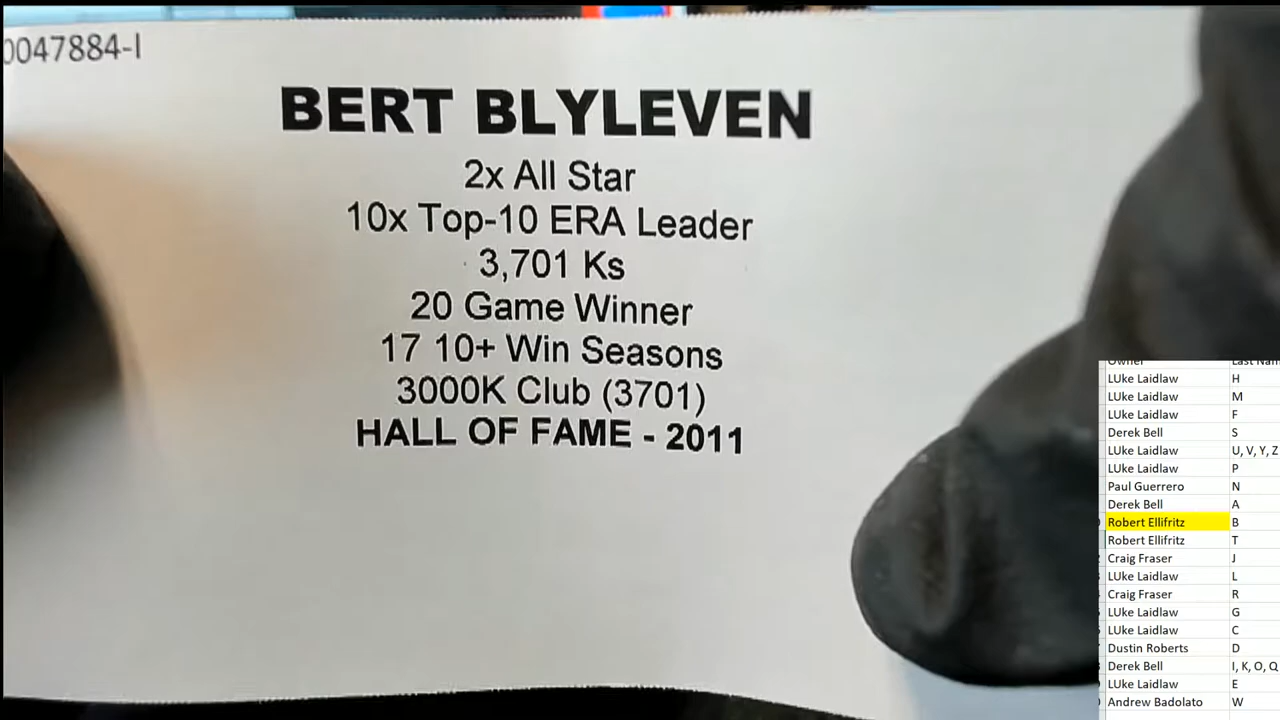 0047884-I
BERT BLYLEVEN
2x All Star
10x Top-10 ERA Leader
3,701 Ks
20 Game Winner
17 10+ Win Seasons
3000K Club (3701)
HALL OF FAME - 2011
Owner Last Nam
LUke Laidlaw H
LUke Laidlaw M
LUke Laidlaw F
Derek Bell S
LUke Laidlaw U, V, Y, Z
LUke Laidlaw P
Paul Guerrero N
Derek Bell A
Robert Ellifritz B
Robert Ellifritz T
Craig Fraser J
LUke Laidlaw L
Craig Fraser R
LUke Laidlaw G
LUke Laidlaw C
Dustin Roberts D
Derek Bell I, K, O, Q
LUke Laidlaw E
Andrew Badolato W